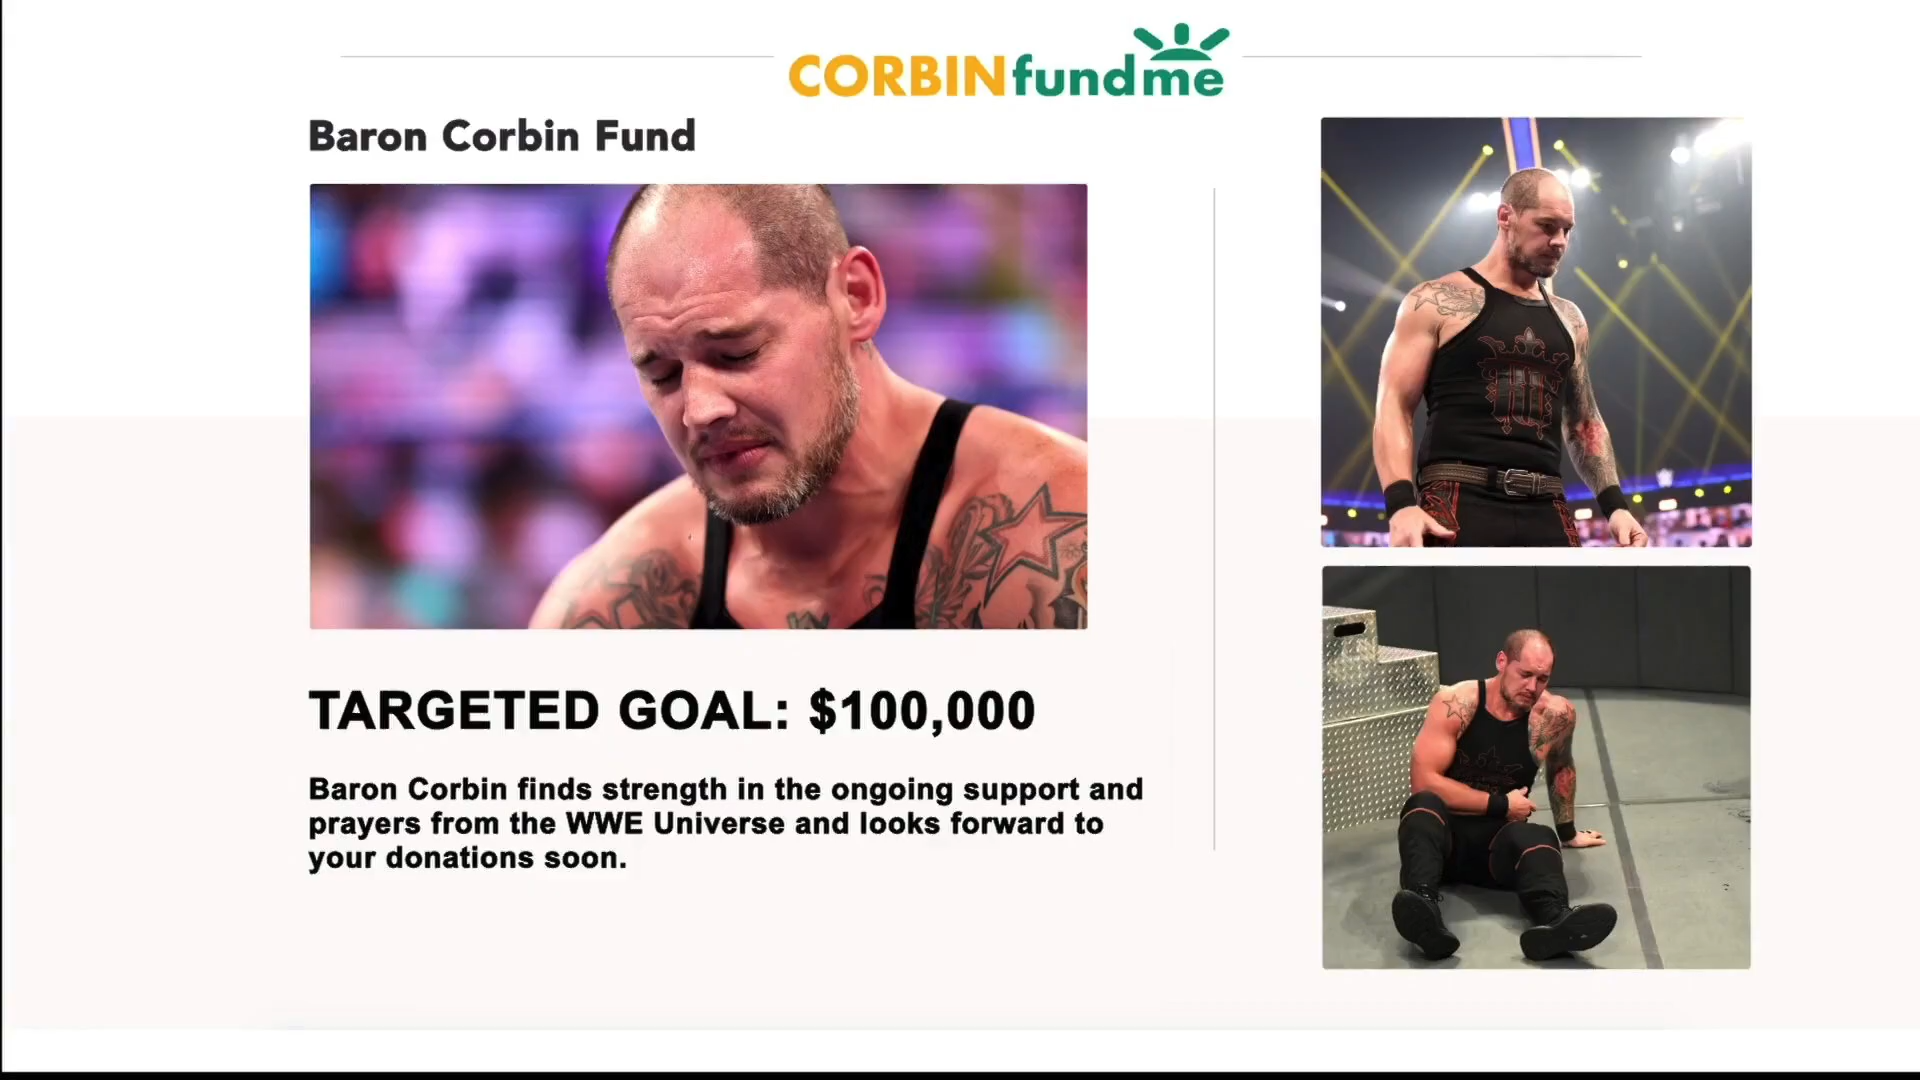 CORBINfundme
Baron Corbin Fund
TARGETED GOAL: $100,000
Baron Corbin finds strength in the ongoing support and
prayers from the WWE Universe and looks forward to
your donations soon.